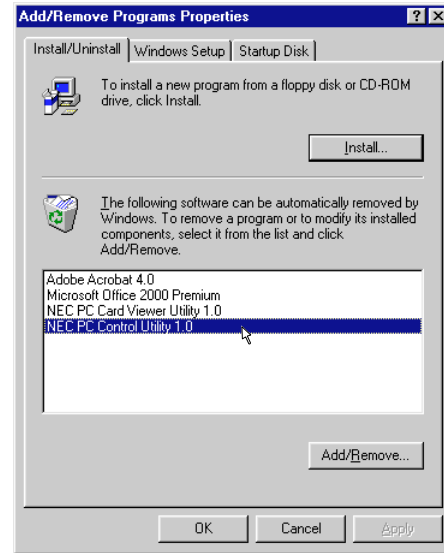 Add/Remove Programs Properties
Install/Uninstall Windows Setup Startup Disk
To install a new program from a floppy disk or CD-ROM
drive, click Install.
Install...
The following software can be automatically removed by
Windows. To remove a program or to modify its installed
components, select it from the list and click
Add/Remove.
Adobe Acrobat 4.0
Microsoft Office 2000 Premium
NEC PC Card Viewer Utility 1.0
NEC PC Control Utility 1.0
Add/Remove...
OK Cancel Apply